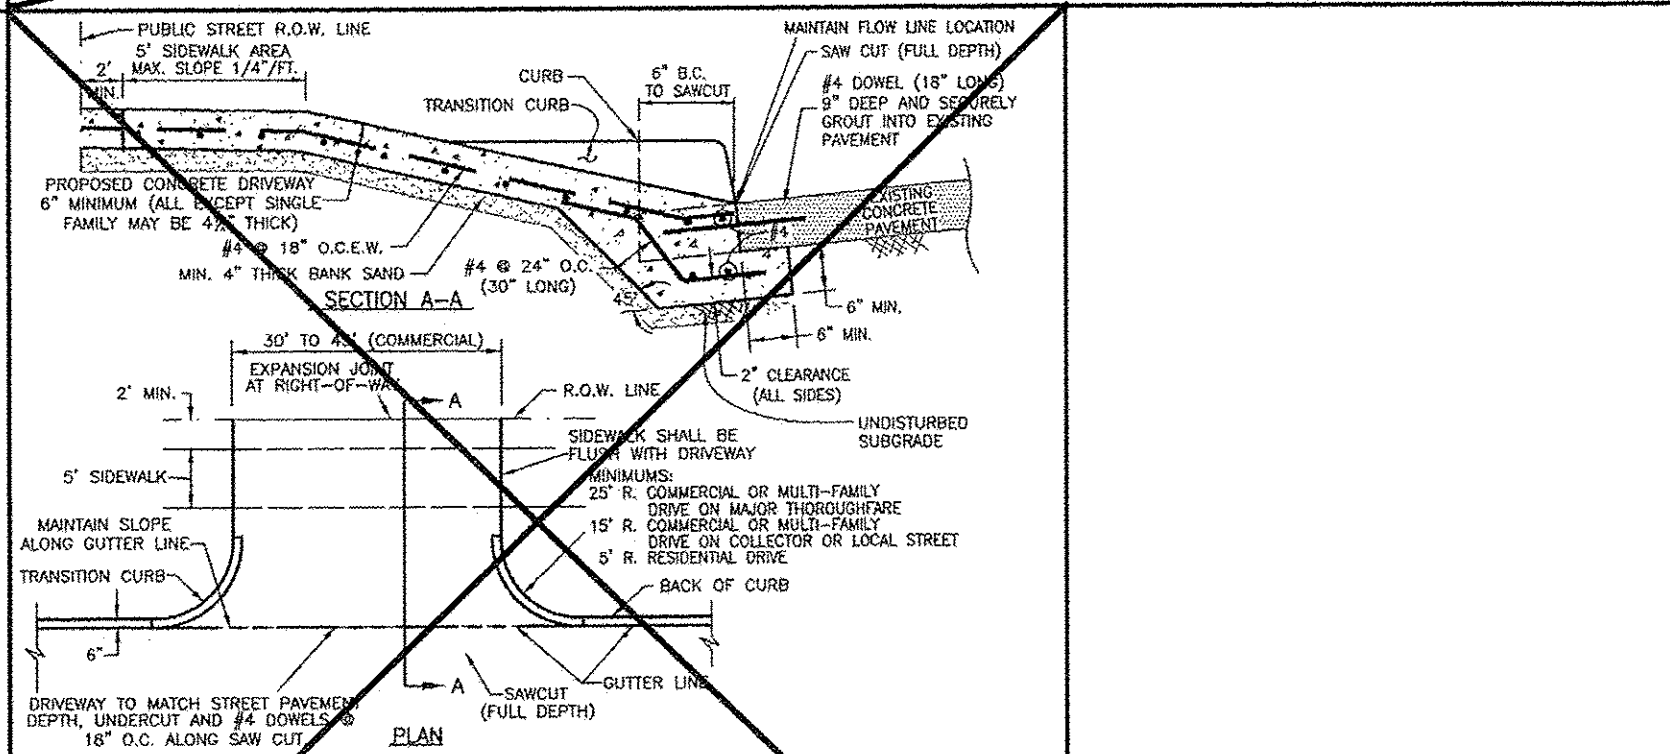 PUBLIC STREET R.O.W. LINE
5' SIDEWALK AREA
MAX. SLOPE 1/4"/FT.
2'
MIN.
CURB
TRANSITION CURB
6" B.C.
TO SAWCUT
MAINTAIN FLOW LINE LOCATION
SAW CUT (FULL DEPTH)
#4 DOWEL (18" LONG)
9" DEEP AND SECURELY
GROUT INTO EXISTING
PAVEMENT
PROPOSED CONCRETE DRIVEWAY
6" MINIMUM (ALL EXCEPT SINGLE
FAMILY MAY BE 4½" THICK)
#4 @ 18" O.C.E.W.
MIN. 4" THICK BANK SAND
#4 @ 24" O.C.
(30" LONG)
45°
#4
EXISTING
CONCRETE
PAVEMENT
6" MIN.
6" MIN.
2" CLEARANCE
(ALL SIDES)
UNDISTURBED
SUBGRADE
SECTION A-A
30' TO 45' (COMMERCIAL)
EXPANSION JOINT
AT RIGHT-OF-WAY
2' MIN.
A
R.O.W. LINE
SIDEWALK SHALL BE
FLUSH WITH DRIVEWAY
5' SIDEWALK
MINIMUMS:
25' R. COMMERCIAL OR MULTI-FAMILY
DRIVE ON MAJOR THOROUGHFARE
15' R. COMMERCIAL OR MULTI-FAMILY
DRIVE ON COLLECTOR OR LOCAL STREET
5' R. RESIDENTIAL DRIVE
MAINTAIN SLOPE
ALONG GUTTER LINE
TRANSITION CURB
BACK OF CURB
6"
A
SAWCUT
(FULL DEPTH)
GUTTER LINE
DRIVEWAY TO MATCH STREET PAVEMENT
DEPTH, UNDERCUT AND #4 DOWELS @
18" O.C. ALONG SAW CUT
PLAN